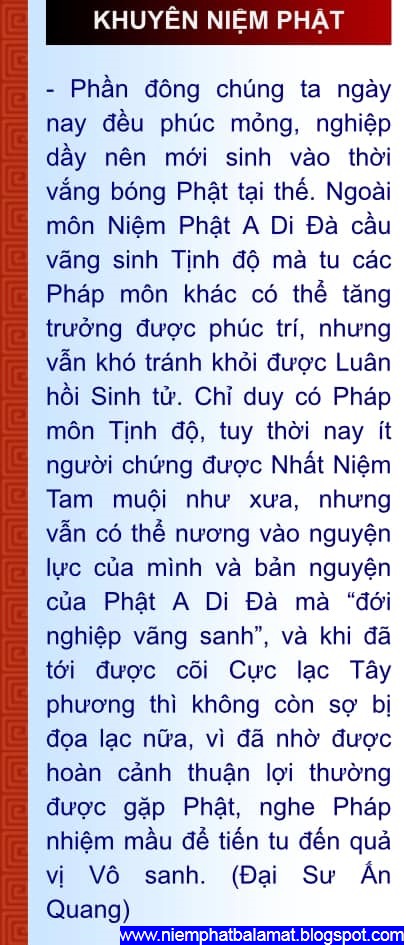 KHUYÊN NIỆM PHẬT
- Phần đông chúng ta ngày
nay đều phúc mỏng, nghiệp
dầy nên mới sinh vào thời
vắng bóng Phật tại thế. Ngoài
môn Niệm Phật A Di Đà cầu
vãng sinh Tịnh độ mà tu các
Pháp môn khác có thể tăng
trưởng được phúc trí, nhưng
vẫn khó tránh khỏi được Luân
hồi Sinh tử. Chỉ duy có Pháp
môn Tịnh độ, tuy thời nay ít
người chứng được Nhất Niệm
Tam muội như xưa, nhưng
vẫn có thể nương vào nguyện
lực của mình và bản nguyện
của Phật A Di Đà mà “đới
nghiệp vãng sanh”, và khi đã
tới được cõi Cực lạc Tây
phương thì không còn sợ bị
đọa lạc nữa, vì đã nhờ được
hoàn cảnh thuận lợi thường
được gặp Phật, nghe Pháp
nhiệm mầu để tiến tu đến quả
vị Vô sanh. (Đại Sư Ấn
Quang)
www.niemphatbalamat.blogspot.com